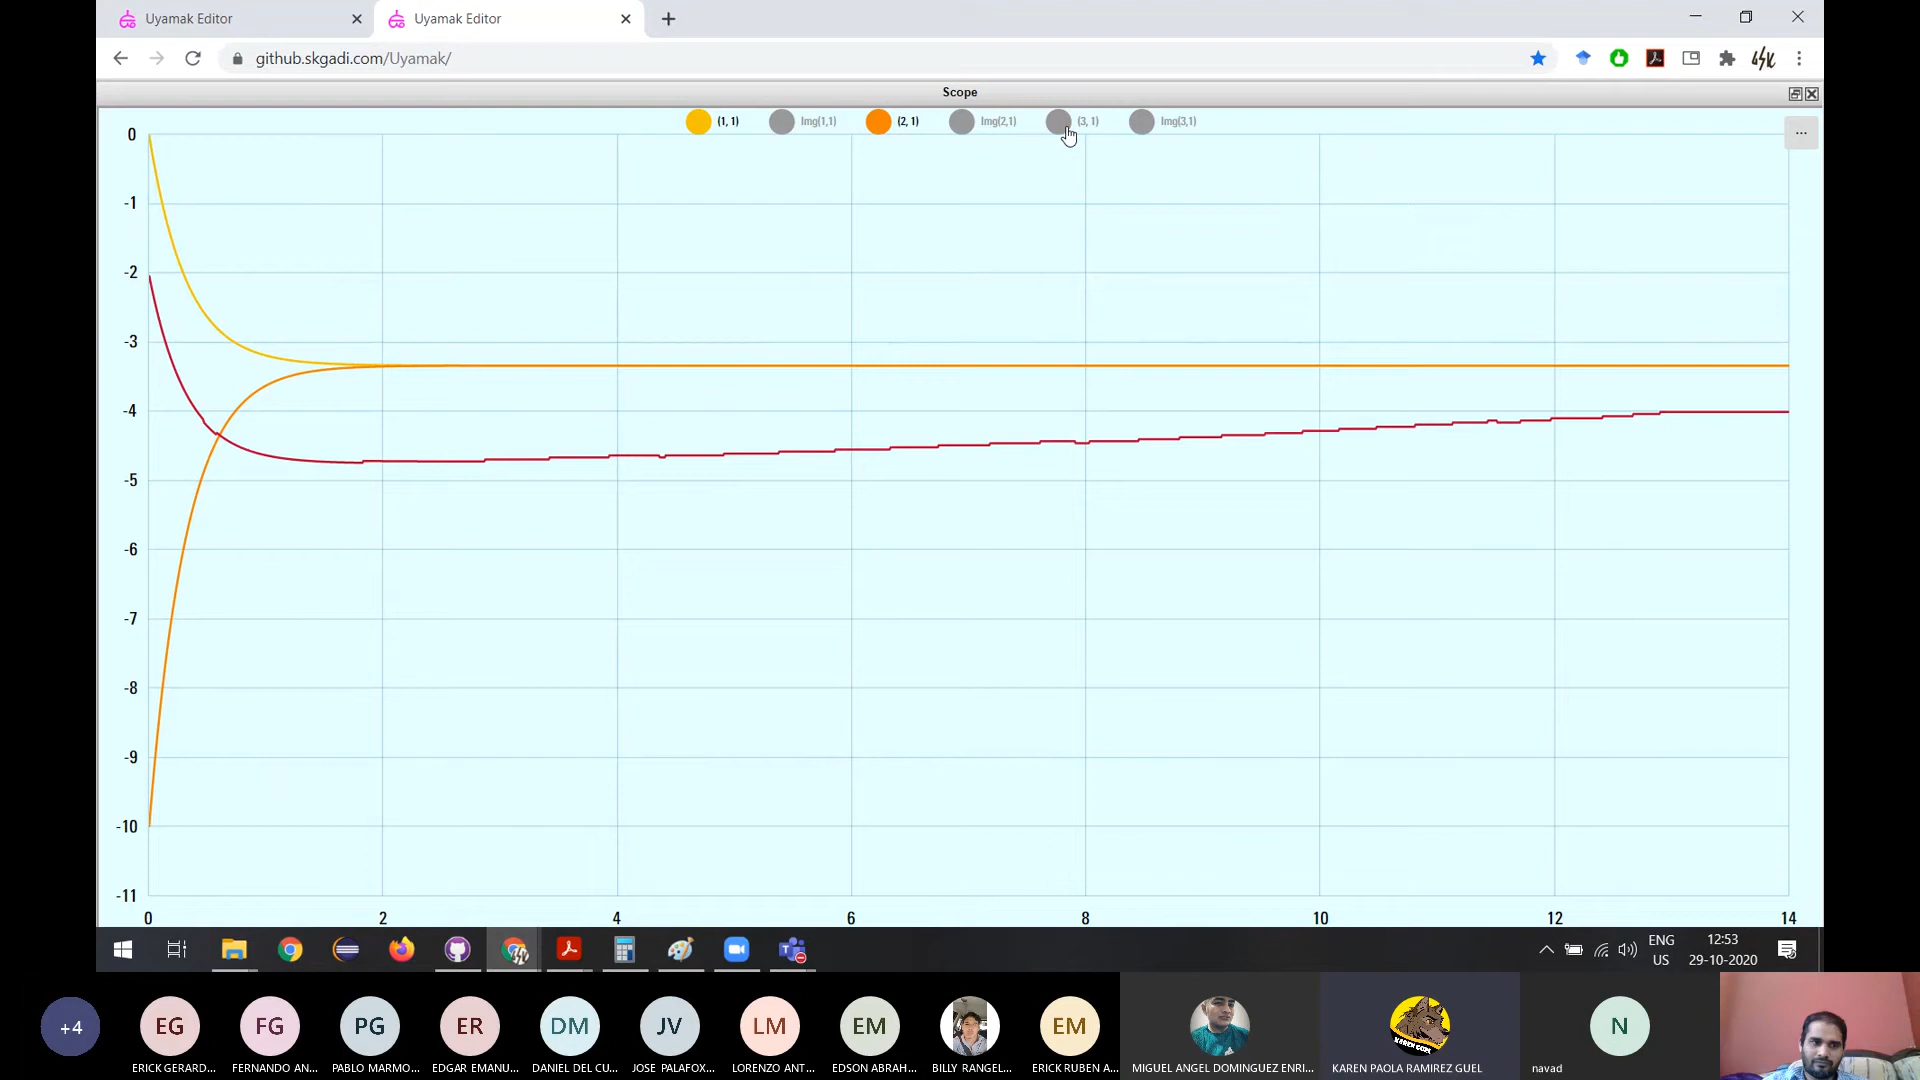 Uyamak Editor
Uyamak Editor
github.skgadi.com/Uyamak/
Scope
(1, 1) Img(1,1) (2, 1) Img(2,1) (3, 1) Img(3,1)
...
0
-1
-2
-3
-4
-5
-6
-7
-8
-9
-10
-11
0 2 4 6 8 10 12 14
ENG
US
12:53
29-10-2020
+4 EG FG PG ER DM JV LM EM EM N
ERICK GERARD... FERNANDO AN... PABLO MARMO... EDGAR EMANU... DANIEL DEL CU... JOSE PALAFOX... LORENZO ANT... EDSON ABRAH... BILLY RANGEL... ERICK RUBEN A... MIGUEL ANGEL DOMINGUEZ ENRI... KAREN PAOLA RAMIREZ GUEL navad